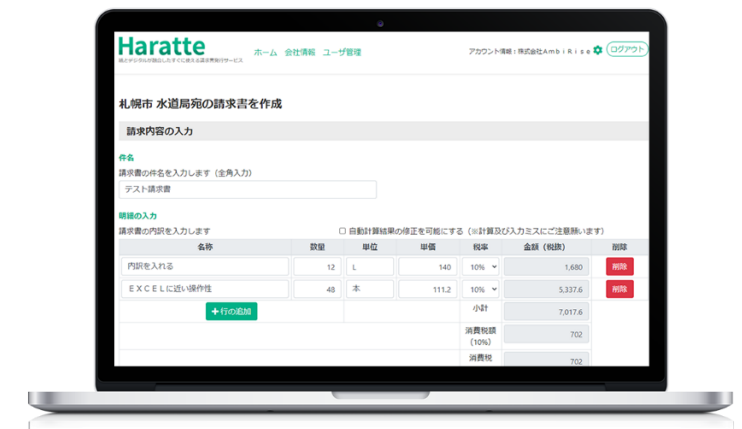 Haratte
紙とデジタルが両立したすぐに使える請求書発行サービス
ホーム 会社情報 ユーザ管理
アカウント情報：株式会社ＡｍｂｉＲｉｓｅ
ログアウト
札幌市 水道局宛の請求書を作成
請求内容の入力
件名
請求書の件名を入力します（全角入力）
テスト請求書
明細の入力
請求書の内訳を入力します
自動計算結果の修正を可能にする（※計算及び入力ミスにご注意願います）
名称 数量 単位 単価 税率 金額（税抜） 削除
内訳を入れる 12 L 140 10% 1,680 削除
ＥＸＣＥＬに近い操作性 48 本 111.2 10% 5,337.6 削除
+行の追加 小計 7,017.6
消費税額
(10%) 702
消費税 702